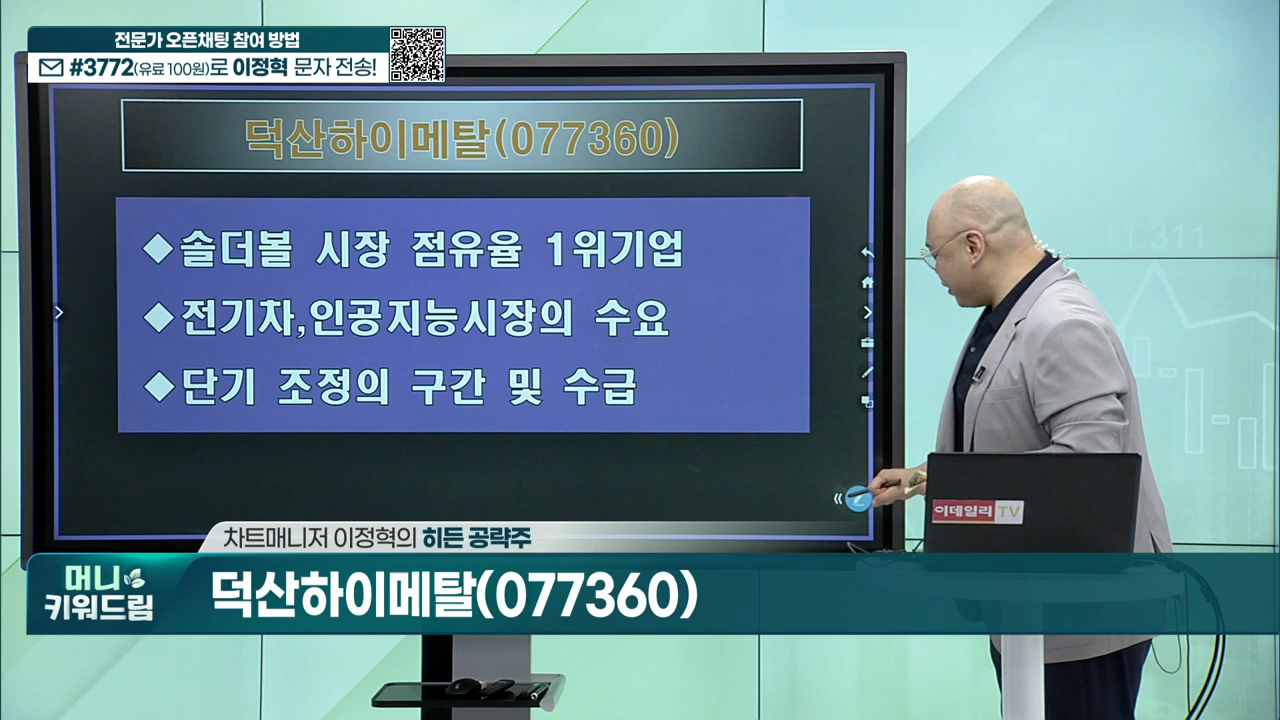 전문가 오픈채팅 참여 방법
#3772(유료 100원)로 이정혁 문자 전송!
덕산하이메탈(077360)
◆솔더볼 시장 점유율 1위기업
◆전기차,인공지능시장의 수요
◆단기 조정의 구간 및 수급
11.311
이데일리TV
차트매니저 이정혁의 히든 공략주
머니
키워드림
덕산하이메탈(077360)